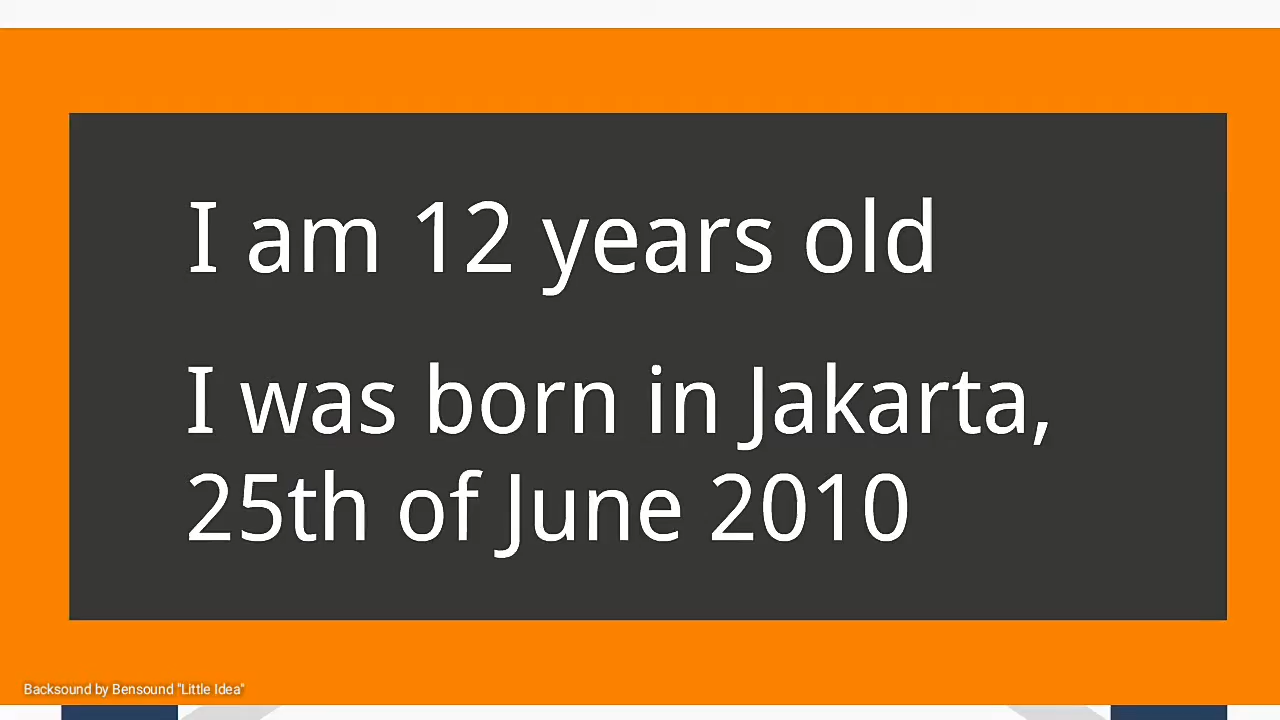 I am 12 years old
I was born in Jakarta,
25th of June 2010
Backsound by Bensound "Little Idea"